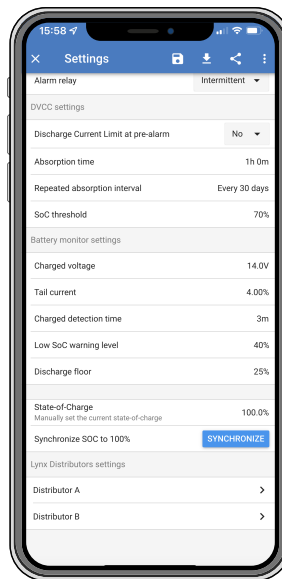 15:58
Settings
Alarm relay Intermittent
DVCC settings
Discharge Current Limit at pre-alarm No
Absorption time 1h 0m
Repeated absorption interval Every 30 days
SoC threshold 70%
Battery monitor settings
Charged voltage 14.0V
Tail current 4.00%
Charged detection time 3m
Low SoC warning level 40%
Discharge floor 25%
State-of-Charge 100.0%
Manually set the current state-of-charge
Synchronize SOC to 100% SYNCHRONIZE
Lynx Distributors settings
Distributor A
Distributor B